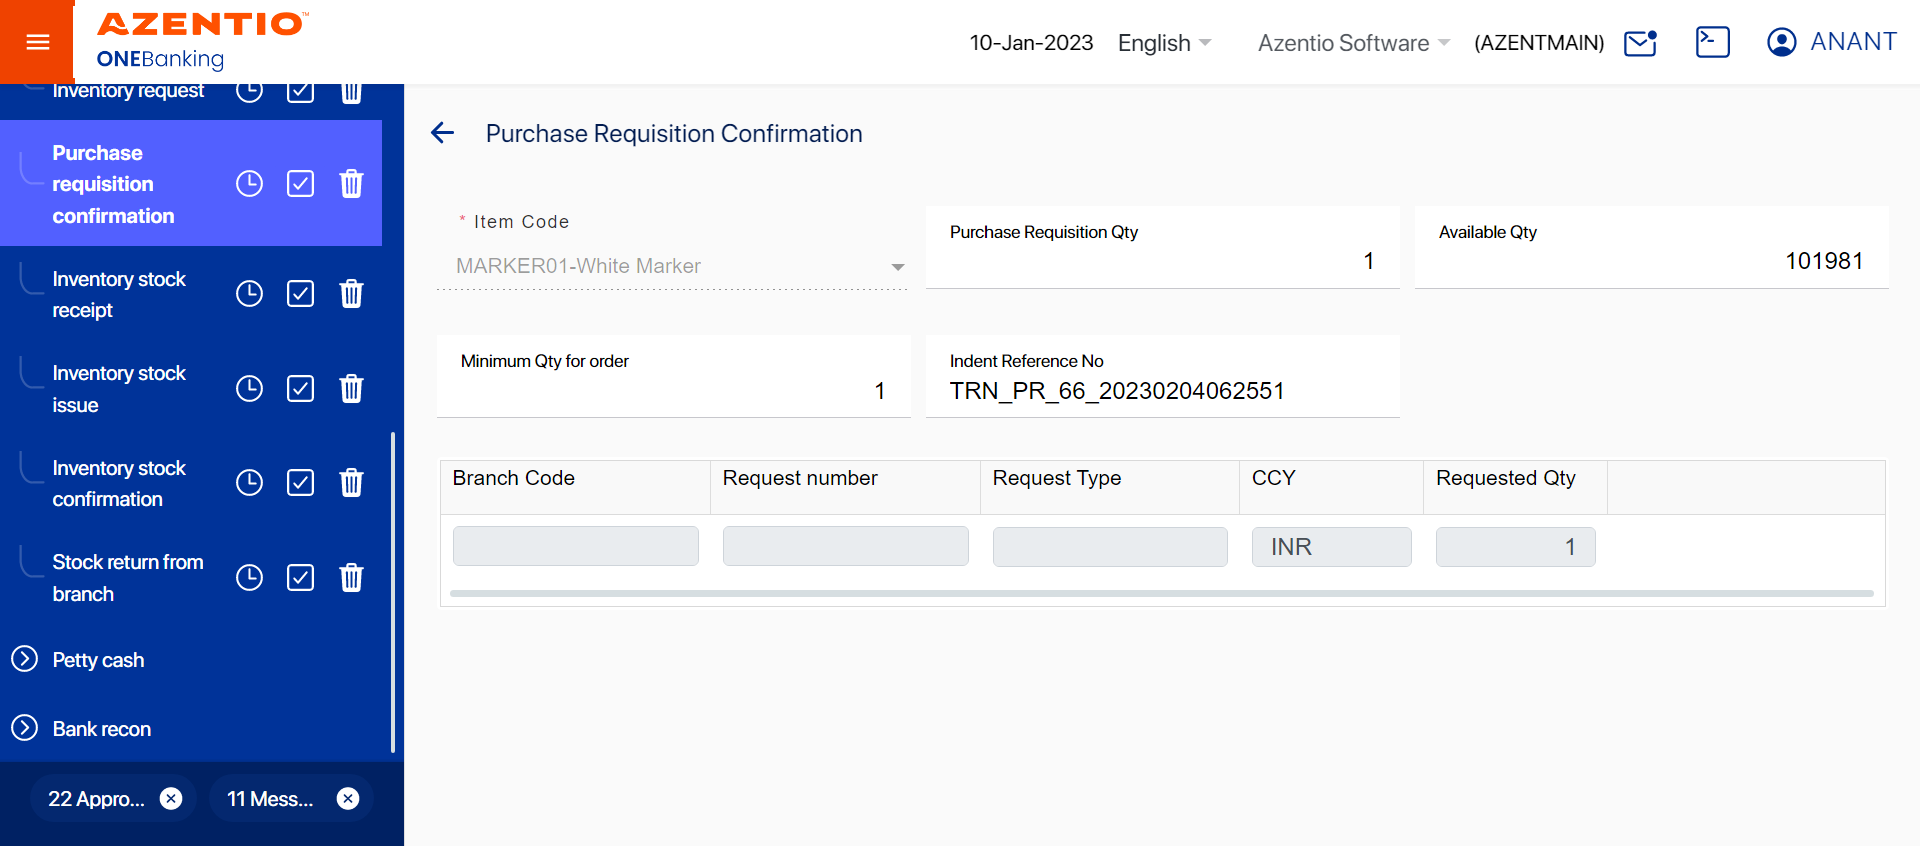 AZENTIO™
ONEBanking
10-Jan-2023
English
Azentio Software
(AZENTMAIN)
ANANT
Inventory request
Purchase
requisition
confirmation
Inventory stock
receipt
Inventory stock
issue
Inventory stock
confirmation
Stock return from
branch
Petty cash
Bank recon
22 Appro...
11 Mess...
Purchase Requisition Confirmation
* Item Code
MARKER01-White Marker
Purchase Requisition Qty
1
Available Qty
101981
Minimum Qty for order
1
Indent Reference No
TRN_PR_66_20230204062551
Branch Code Request number Request Type CCY Requested Qty
INR 1